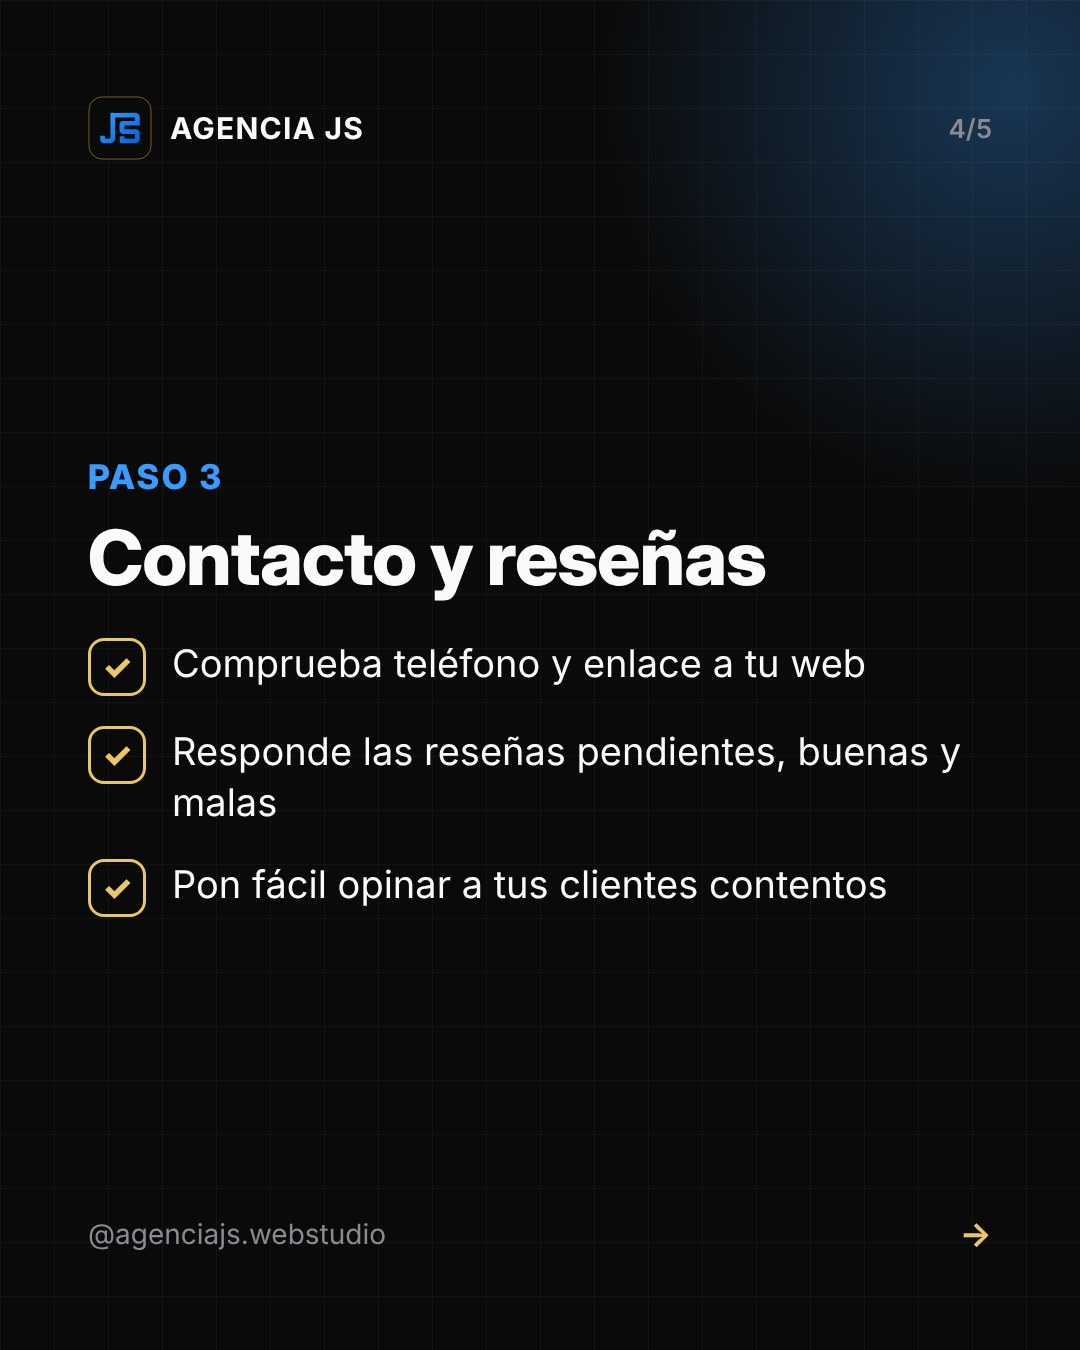 JS AGENCIA JS
4/5
PASO 3
Contacto y reseñas
Comprueba teléfono y enlace a tu web
Responde las reseñas pendientes, buenas y
malas
Pon fácil opinar a tus clientes contentos
@agenciajs.webstudio